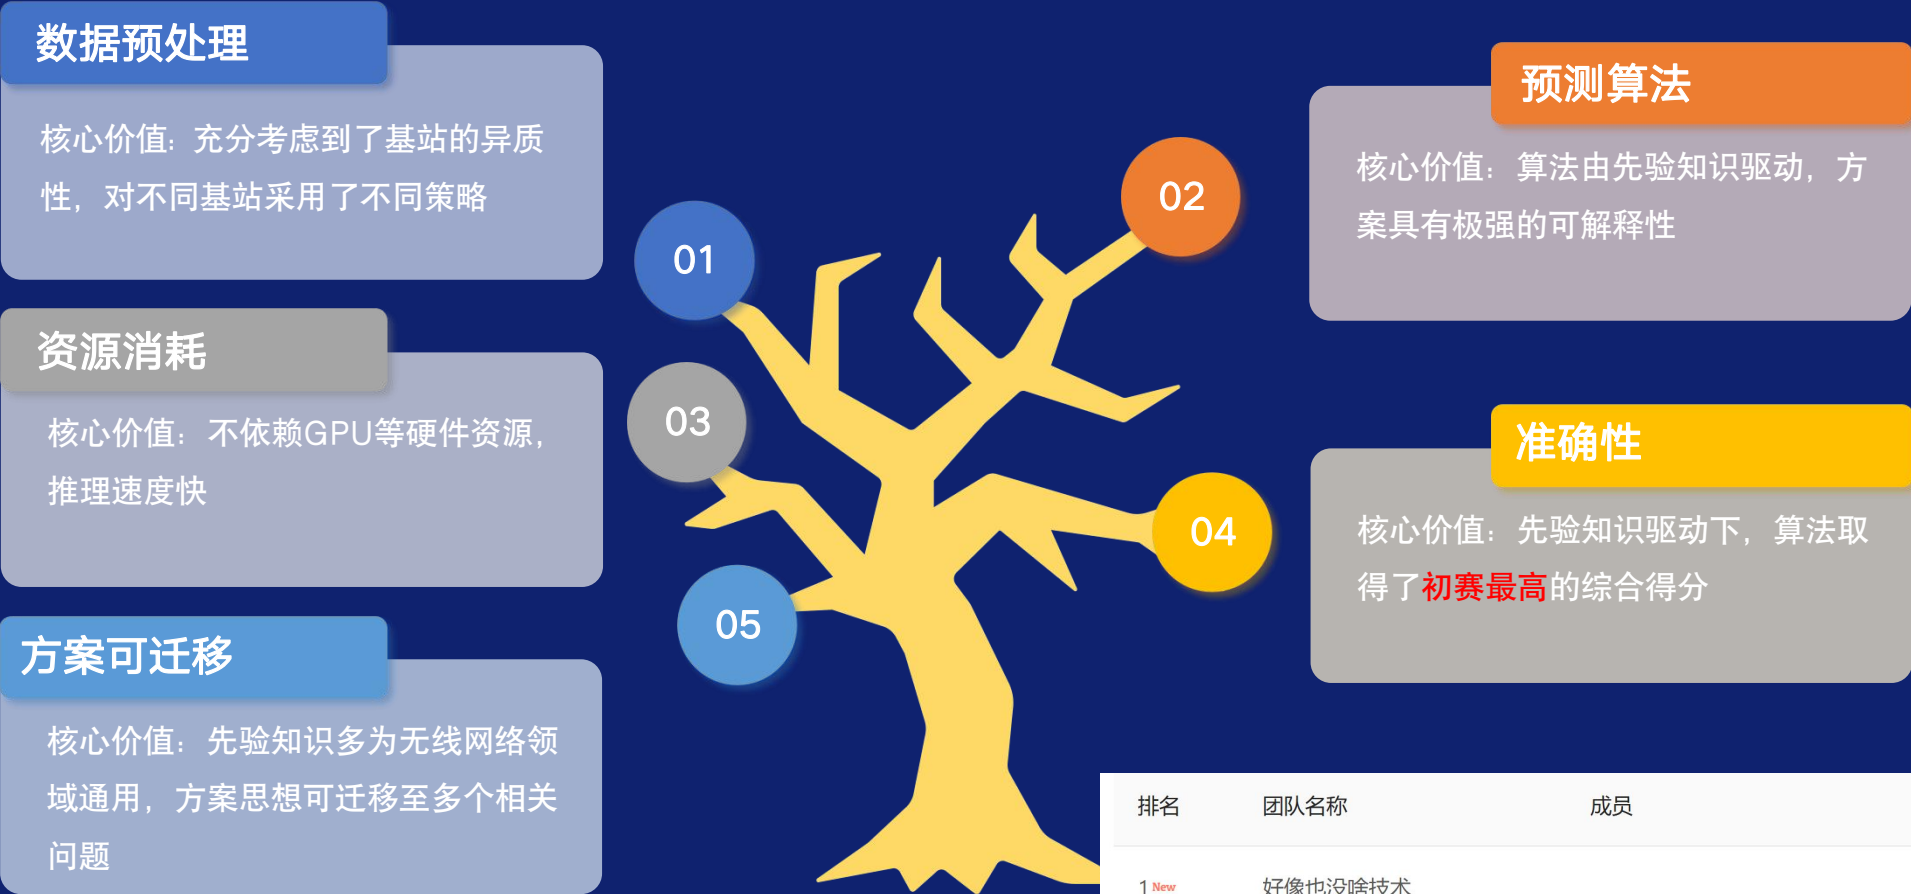 数据预处理
核心价值：充分考虑到了基站的异质
性，对不同基站采用了不同策略
01
预测算法
核心价值：算法由先验知识驱动，方
案具有极强的可解释性
02
资源消耗
核心价值：不依赖GPU等硬件资源，
推理速度快
03
准确性
核心价值：先验知识驱动下，算法取
得了初赛最高的综合得分
04
方案可迁移
核心价值：先验知识多为无线网络领
域通用，方案思想可迁移至多个相关
问题
05
排名 团队名称 成员
1 New 好像也没啥技术